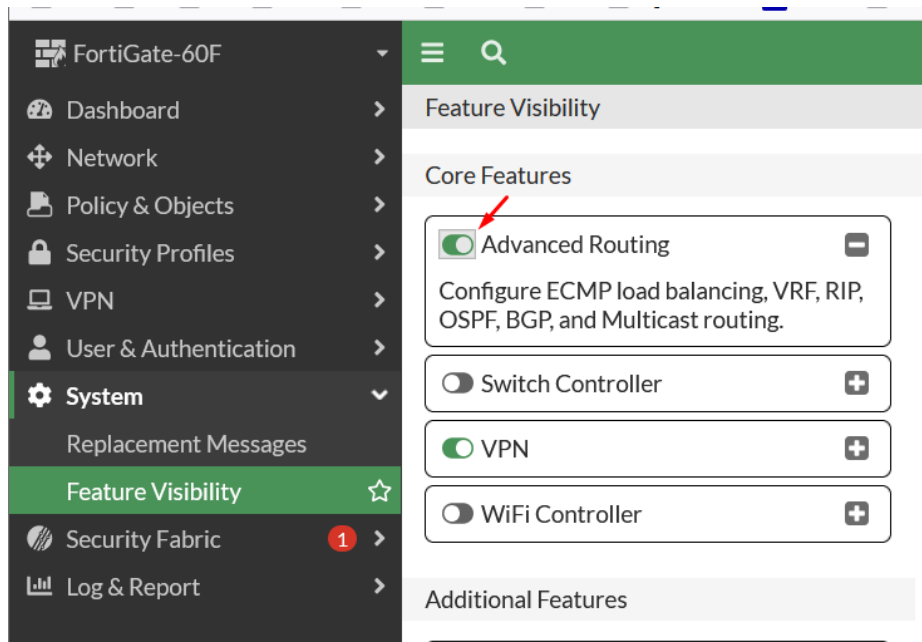 FortiGate-60F
Dashboard
Network
Policy & Objects
Security Profiles
VPN
User & Authentication
System
Replacement Messages
Feature Visibility
Security Fabric 1
Log & Report
Feature Visibility
Core Features
Advanced Routing
Configure ECMP load balancing, VRF, RIP,
OSPF, BGP, and Multicast routing.
Switch Controller
VPN
WiFi Controller
Additional Features